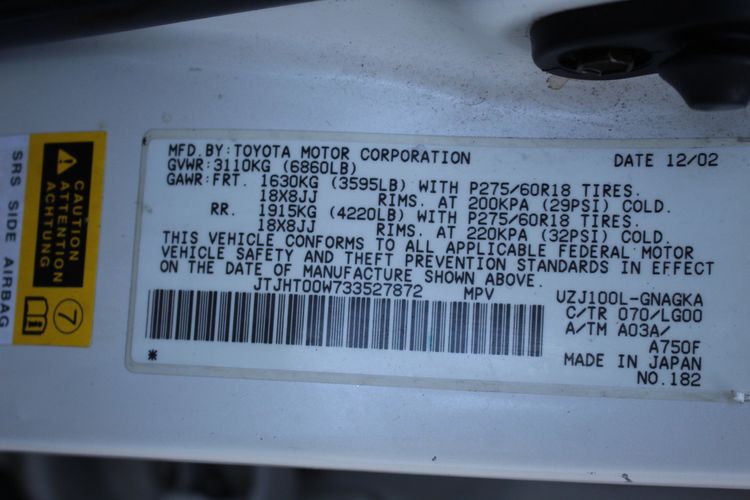 MFD.BY:TOYOTA MOTOR CORPORATION DATE 12/02
GVWR:3110KG (6860LB)
GAWR:FRT. 1630KG (3595LB) WITH P275/60R18 TIRES.
18X8JJ RIMS. AT 200KPA (29PSI) COLD.
RR. 1915KG (4220LB) WITH P275/60R18 TIRES.
18X8JJ RIMS. AT 220KPA (32PSI) COLD.
THIS VEHICLE CONFORMS TO ALL APPLICABLE FEDERAL MOTOR
VEHICLE SAFETY AND THEFT PREVENTION STANDARDS IN EFFECT
ON THE DATE OF MANUFACTURE SHOWN ABOVE.
JTJHT00W733527872 MPV UZJ100L-GNAGKA
C/TR 070/LG00
A/TM A03A/
A750F
MADE IN JAPAN
NO.182
*
CAUTION
ATTENTION
ACHTUNG
7
SRS SIDE AIRBAG